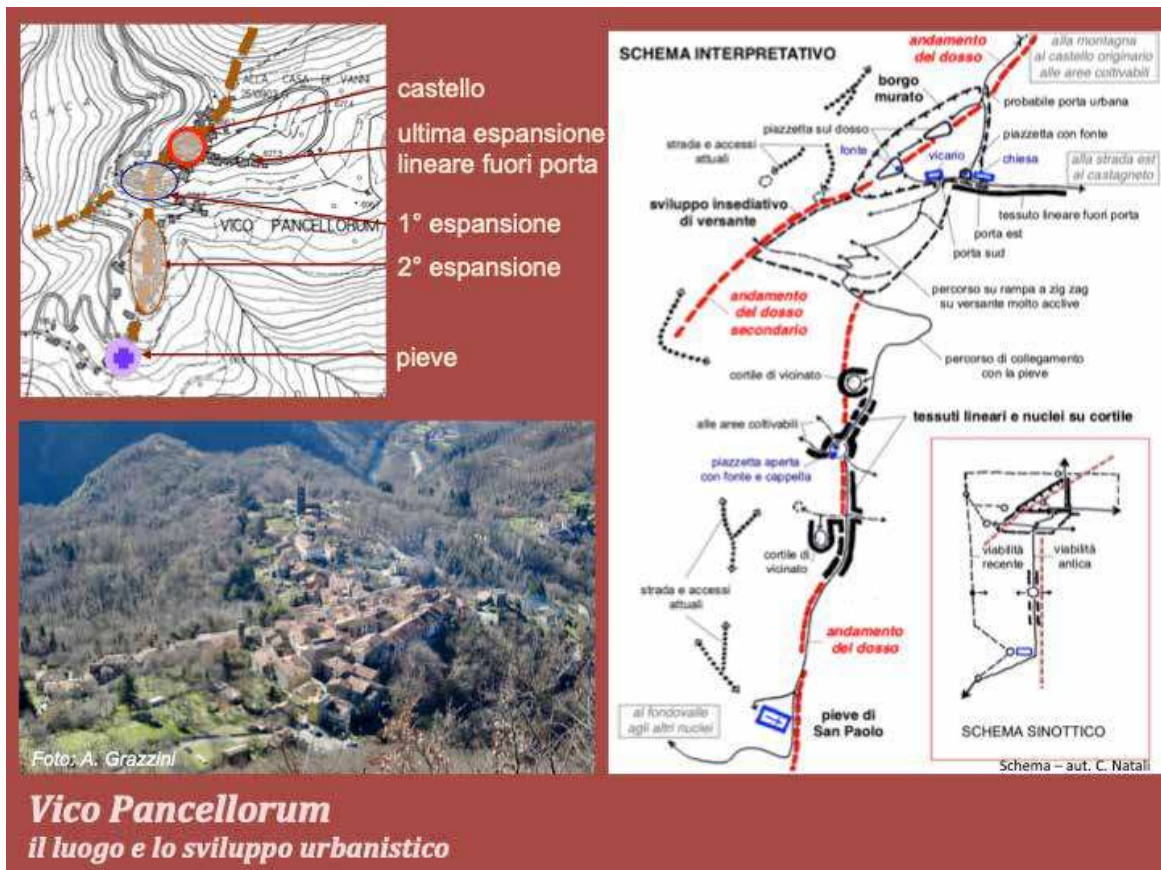 castello
ultima espansione
lineare fuori porta
1° espansione
2° espansione
pieve
ALLA CASA DI VANNI
VICO PANCELLORUM
SCHEMA INTERPRETATIVO
andamento
del dosso
alla montagna
al castello originario
alle aree coltivabili
borgo
murato
probabile porta urbana
piazzetta sul dosso
piazzetta con fonte
strada e accessi
attuali
fonte
vicario
chiesa
alla strada est
al castagneto
sviluppo insediativo
di versante
tessuto lineare fuori porta
porta est
porta sud
percorso su rampa a zig zag
su versante molto acclive
andamento
del dosso
secondario
percorso di collegamento
con la pieve
cortile di vicinato
tessuti lineari e nuclei su cortile
alle aree coltivabili
piazzetta aperta
con fonte e cappella
cortile di
vicinato
strada e accessi
attuali
andamento
del dosso
al fondovalle
agli altri nuclei
pieve di
San Paolo
viabilità
recente
viabilità
antica
SCHEMA SINOTTICO
Schema – aut. C. Natali
Foto: A. Grazzini
Vico Pancellorum
il luogo e lo sviluppo urbanistico